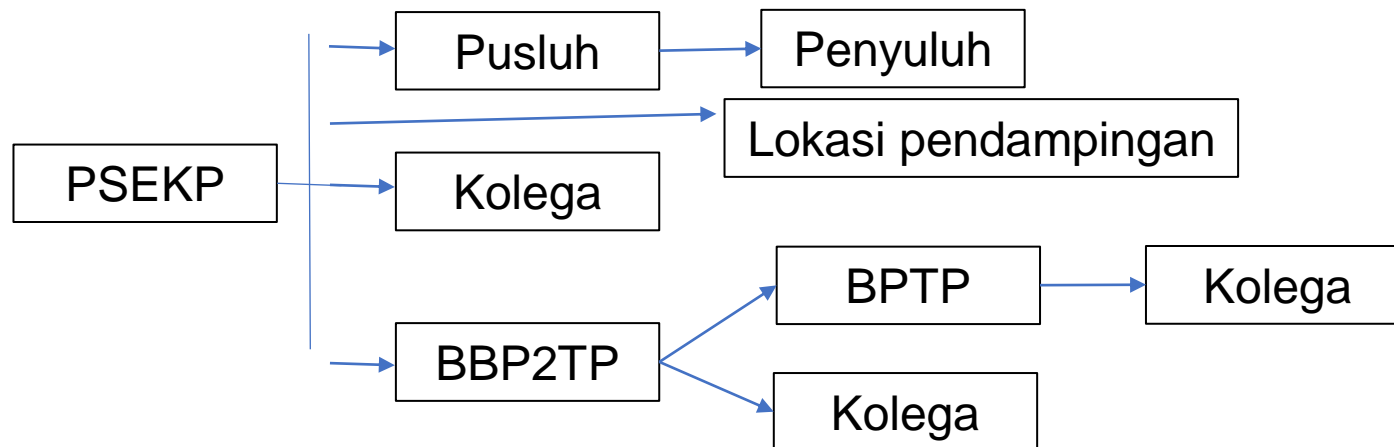 Pusluh
Penyuluh
Lokasi pendampingan
PSEKP
Kolega
BPTP
Kolega
BBP2TP
Kolega